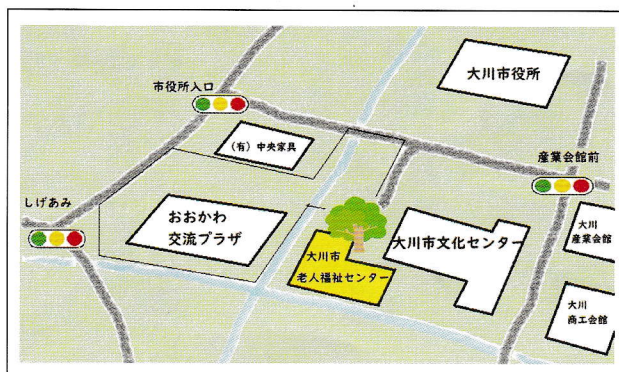 大川市役所
市役所入口
(有)中央家具
産業会館前
しげあみ
おおかわ
交流プラザ
大川市文化センター
大川
産業会館
大川市
老人福祉センター
大川
商工会館